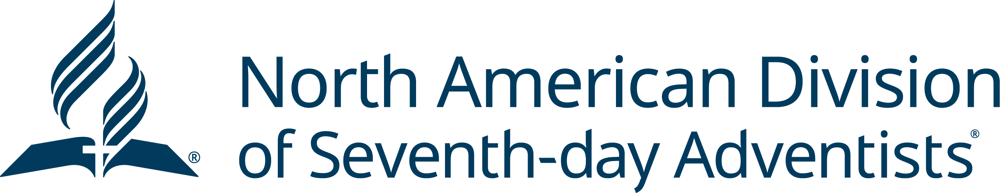 North American Division
of Seventh-day Adventists®
®